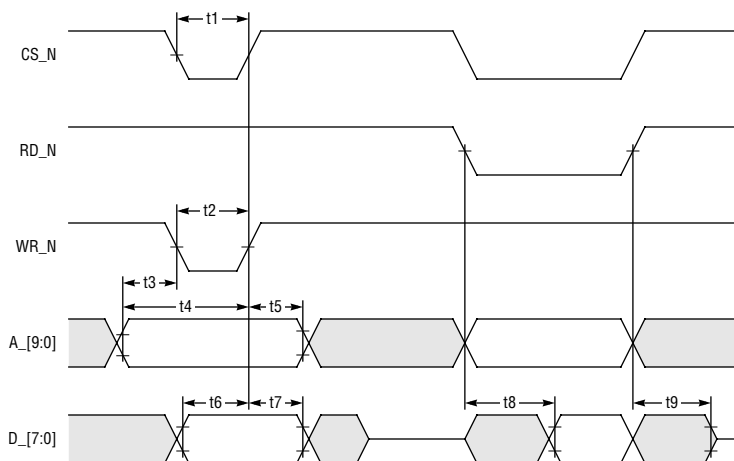 t1
CS_N
RD_N
t2
WR_N
t3
t4 t5
A_[9:0]
t6 t7 t8 t9
D_[7:0]